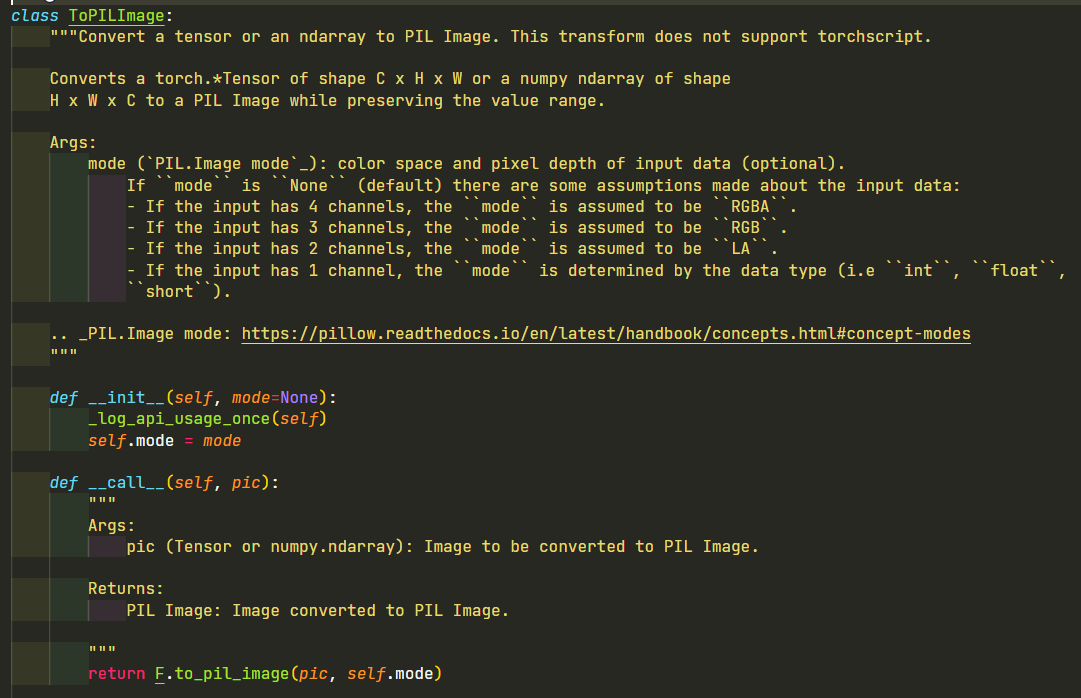 class ToPILImage:
"""Convert a tensor or an ndarray to PIL Image. This transform does not support torchscript.
Converts a torch.*Tensor of shape C x H x W or a numpy ndarray of shape
H x W x C to a PIL Image while preserving the value range.
Args:
mode (`PIL.Image mode`_): color space and pixel depth of input data (optional).
If ``mode`` is ``None`` (default) there are some assumptions made about the input data:
- If the input has 4 channels, the ``mode`` is assumed to be ``RGBA``.
- If the input has 3 channels, the ``mode`` is assumed to be ``RGB``.
- If the input has 2 channels, the ``mode`` is assumed to be ``LA``.
- If the input has 1 channel, the ``mode`` is determined by the data type (i.e ``int``, ``float``,
``short``).
.. _PIL.Image mode: https://pillow.readthedocs.io/en/latest/handbook/concepts.html#concept-modes
"""
def __init__(self, mode=None):
_log_api_usage_once(self)
self.mode = mode
def __call__(self, pic):
"""
Args:
pic (Tensor or numpy.ndarray): Image to be converted to PIL Image.
Returns:
PIL Image: Image converted to PIL Image.
"""
return F.to_pil_image(pic, self.mode)